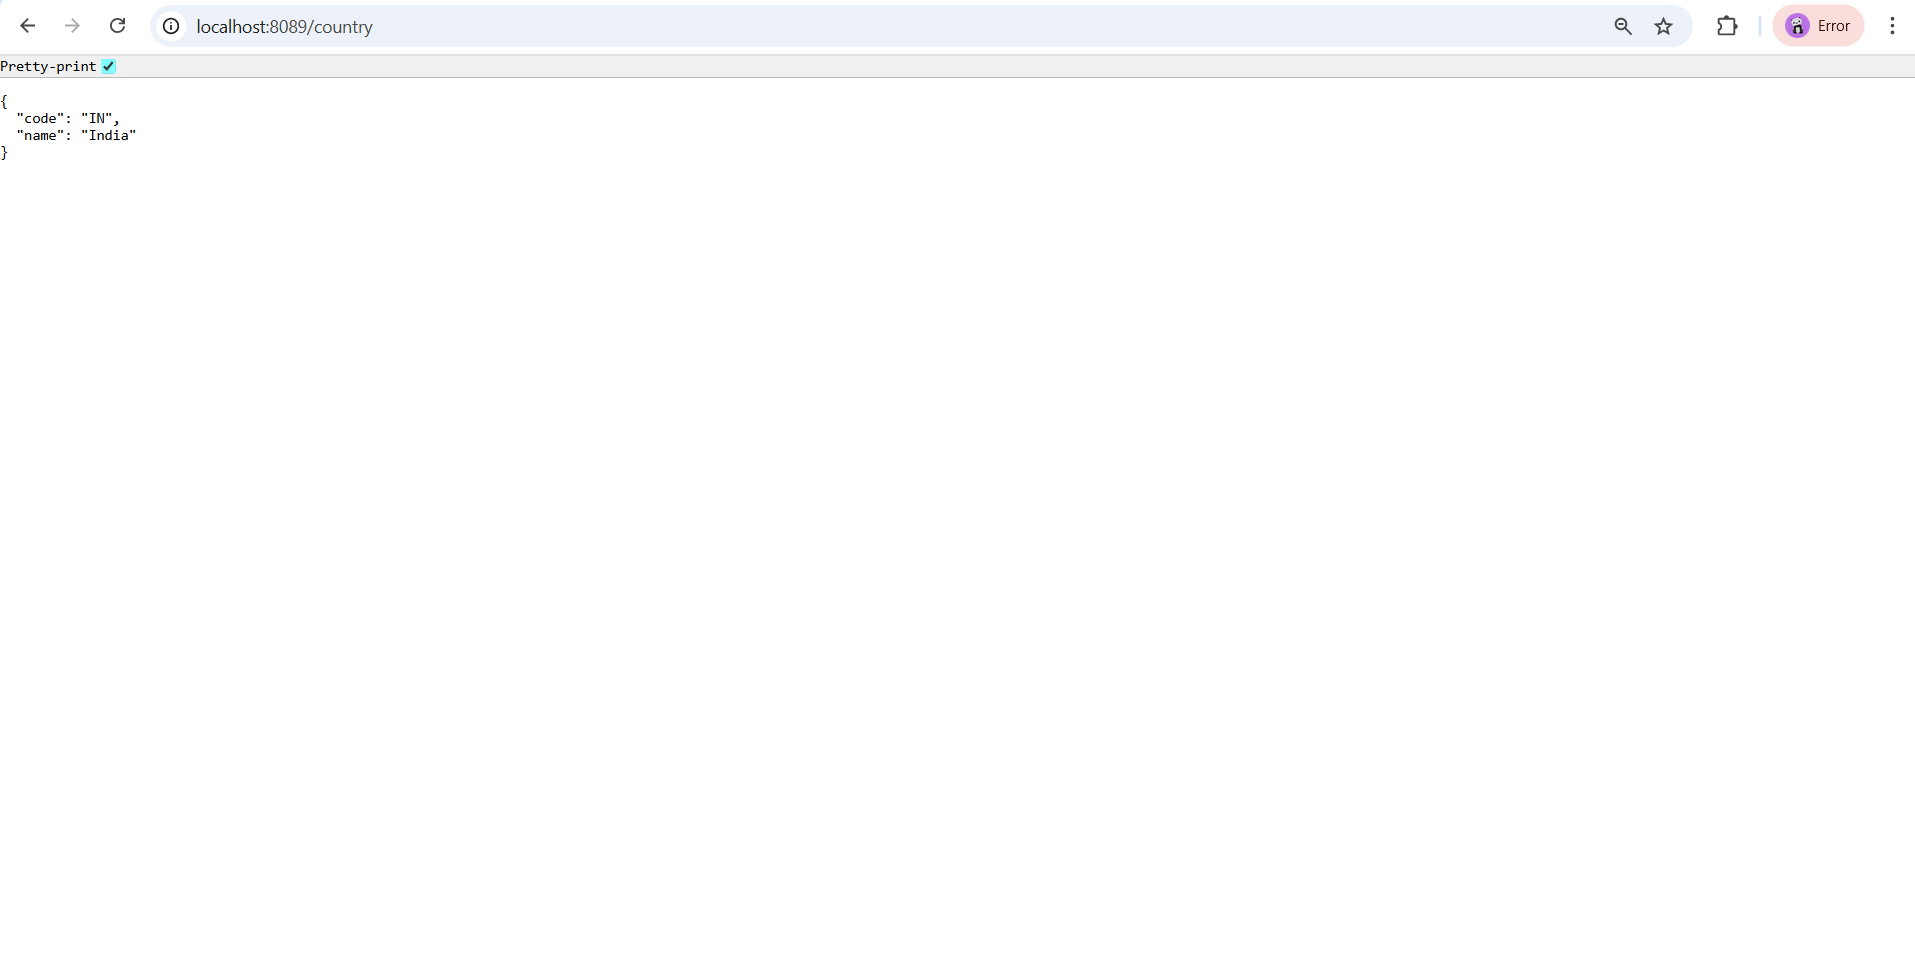 localhost:8089/country
Error
Pretty-print
{
  "code": "IN",
  "name": "India"
}